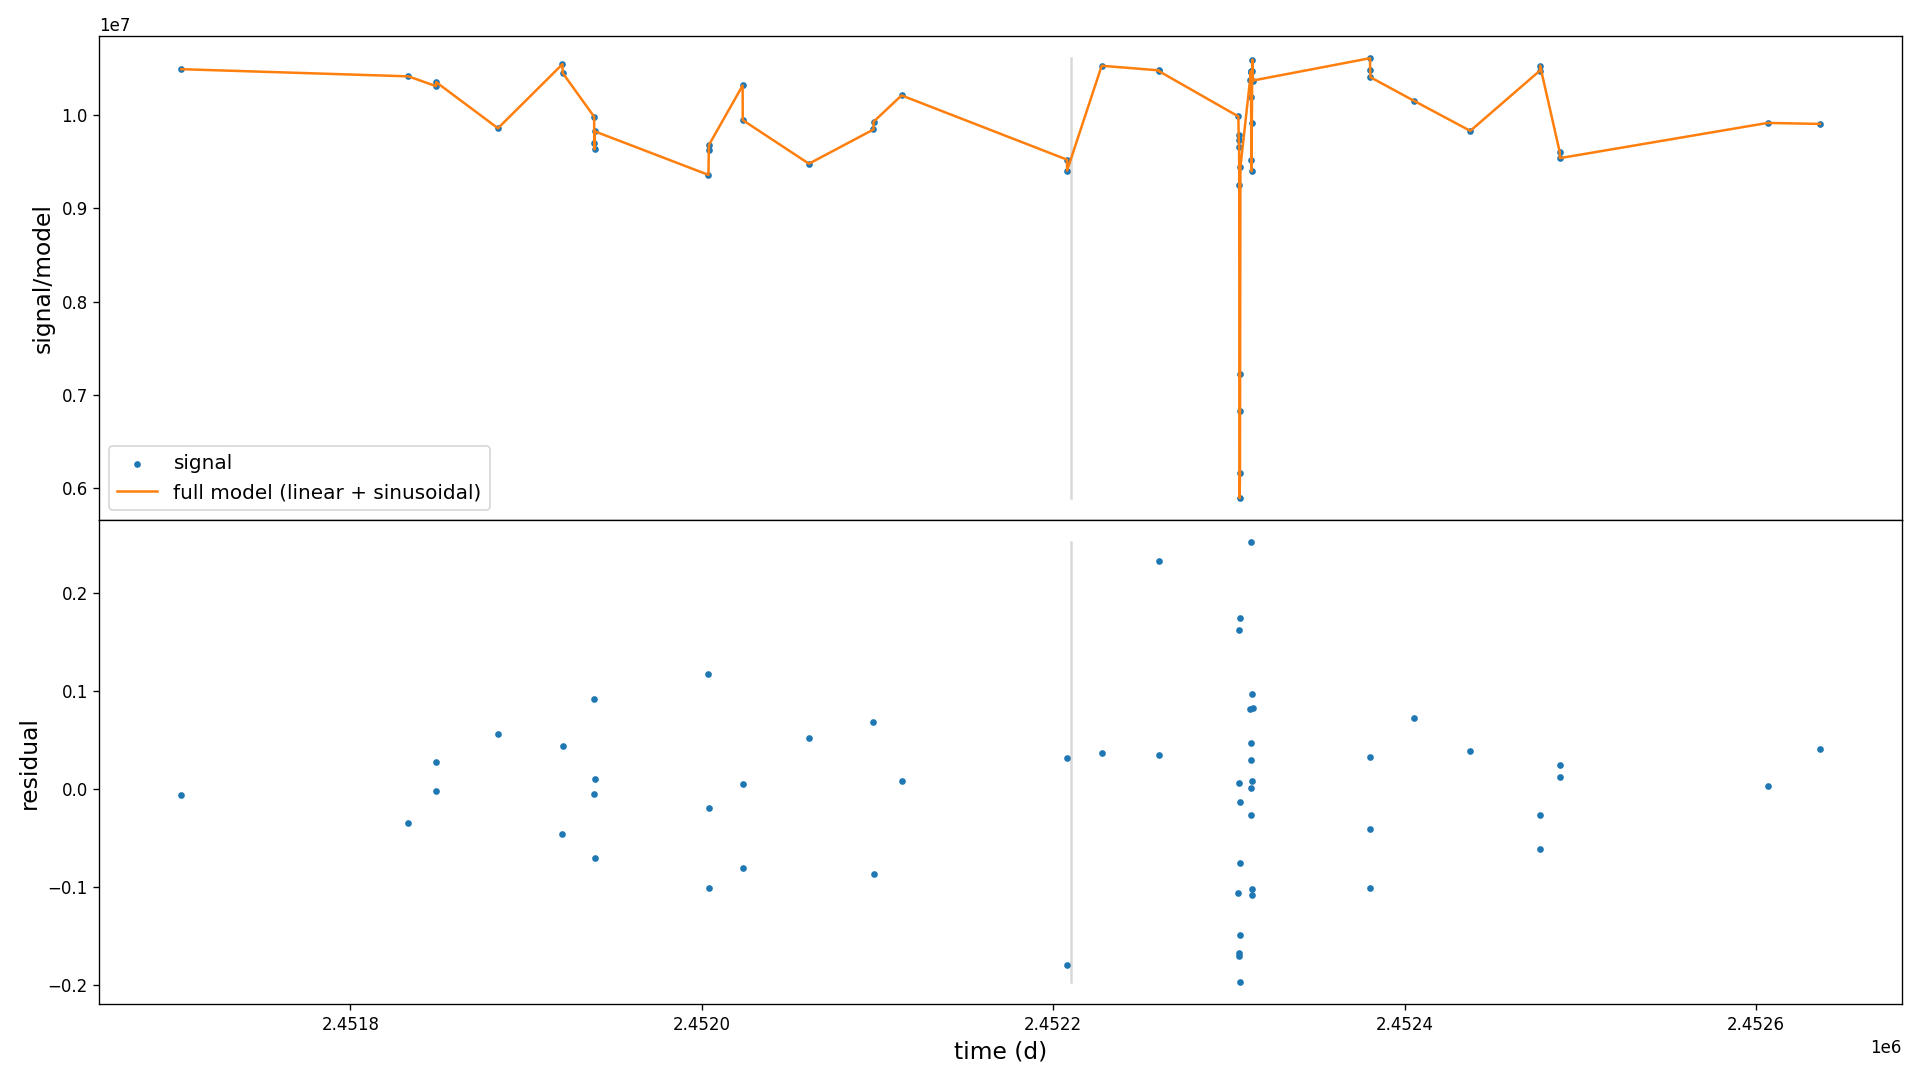 1e7
signal/model
1.0
0.9
0.8
0.7
0.6
signal
full model (linear + sinusoidal)
residual
0.2
0.1
0.0
−0.1
−0.2
2.4518
2.4520
2.4522
2.4524
2.4526
time (d)
1e6